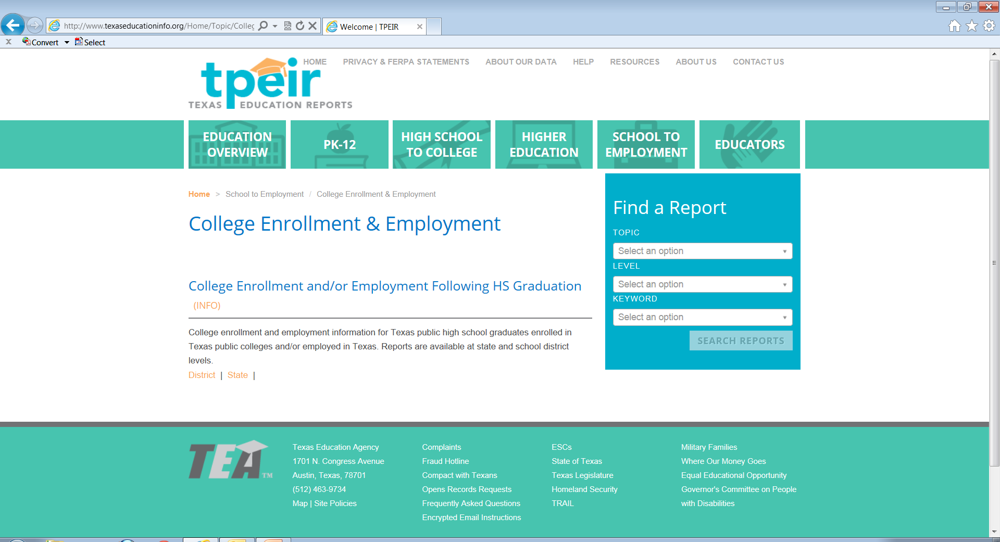 http://www.texaseducationinfo.org/Home/Topic/Colleg
Welcome | TPEIR
x Convert Select
HOME PRIVACY & FERPA STATEMENTS ABOUT OUR DATA HELP RESOURCES ABOUT US CONTACT US
tpeir
TEXAS EDUCATION REPORTS
EDUCATION OVERVIEW
PK-12
HIGH SCHOOL TO COLLEGE
HIGHER EDUCATION
SCHOOL TO EMPLOYMENT
EDUCATORS
Home > School to Employment / College Enrollment & Employment
College Enrollment & Employment
College Enrollment and/or Employment Following HS Graduation
(INFO)
College enrollment and employment information for Texas public high school graduates enrolled in
Texas public colleges and/or employed in Texas. Reports are available at state and school district
levels.
District | State |
Find a Report
TOPIC
Select an option
LEVEL
Select an option
KEYWORD
Select an option
SEARCH REPORTS
TEA TM
Texas Education Agency
1701 N. Congress Avenue
Austin, Texas, 78701
(512) 463-9734
Map | Site Policies
Complaints
Fraud Hotline
Compact with Texans
Opens Records Requests
Frequently Asked Questions
Encrypted Email Instructions
ESCs
State of Texas
Texas Legislature
Homeland Security
TRAIL
Military Families
Where Our Money Goes
Equal Educational Opportunity
Governor's Committee on People
with Disabilities